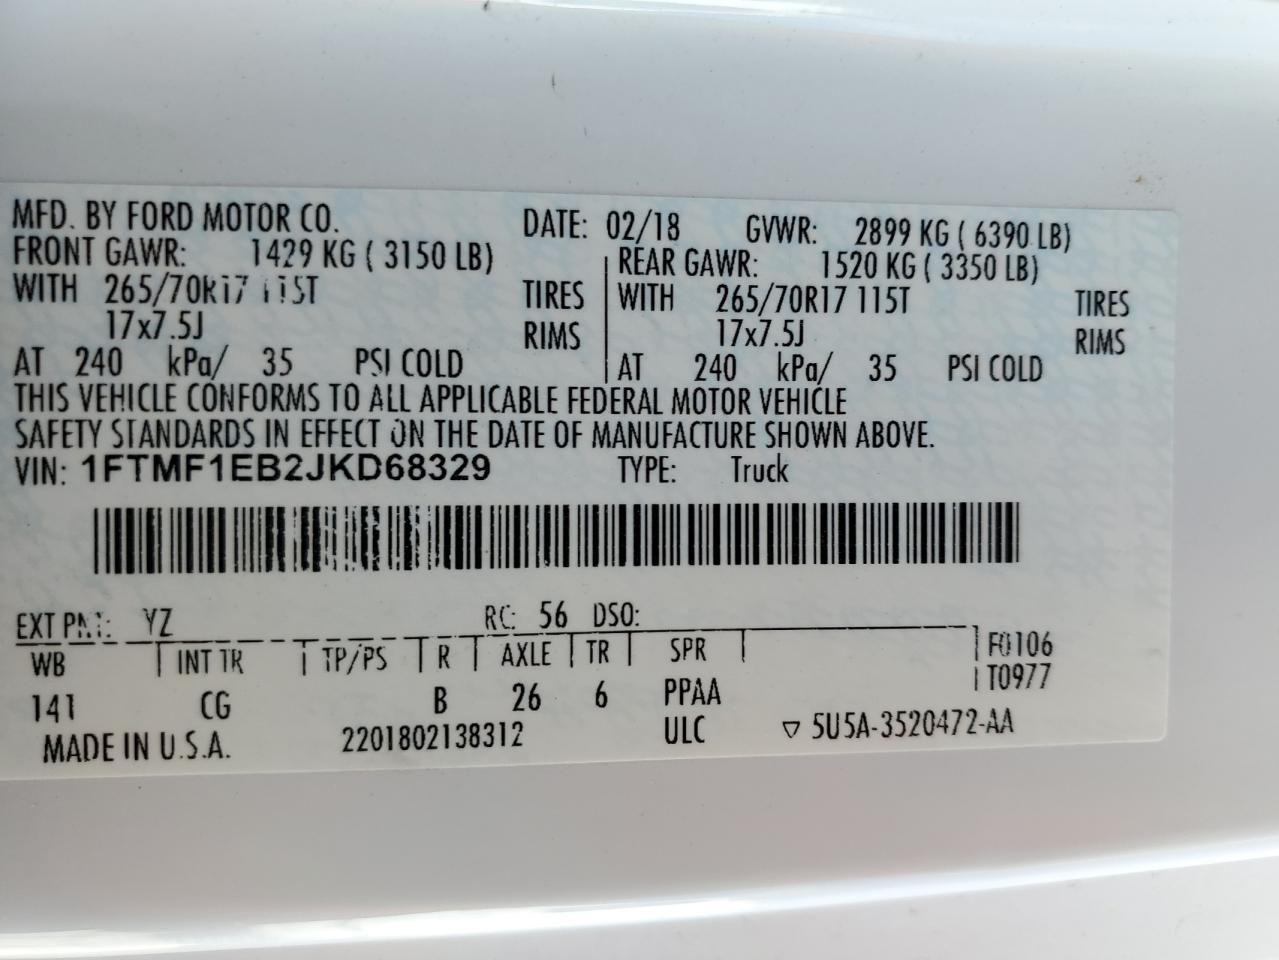 MFD. BY FORD MOTOR CO. DATE: 02/18 GVWR: 2899 KG ( 6390 LB)
FRONT GAWR: 1429 KG ( 3150 LB) REAR GAWR: 1520 KG ( 3350 LB)
WITH 265/70R17 115T TIRES WITH 265/70R17 115T TIRES
17x7.5J RIMS 17x7.5J RIMS
AT 240 kPa/ 35 PSI COLD AT 240 kPa/ 35 PSI COLD
THIS VEHICLE CONFORMS TO ALL APPLICABLE FEDERAL MOTOR VEHICLE
SAFETY STANDARDS IN EFFECT ON THE DATE OF MANUFACTURE SHOWN ABOVE.
VIN: 1FTMF1EB2JKD68329 TYPE: Truck
EXT PNT: YZ RC: 56 DSO:
WB INT TR TP/PS R AXLE TR SPR F0106
141 CG B 26 6 PPAA T0977
MADE IN U.S.A. 2201802138312 ULC ▽ 5U5A-3520472-AA